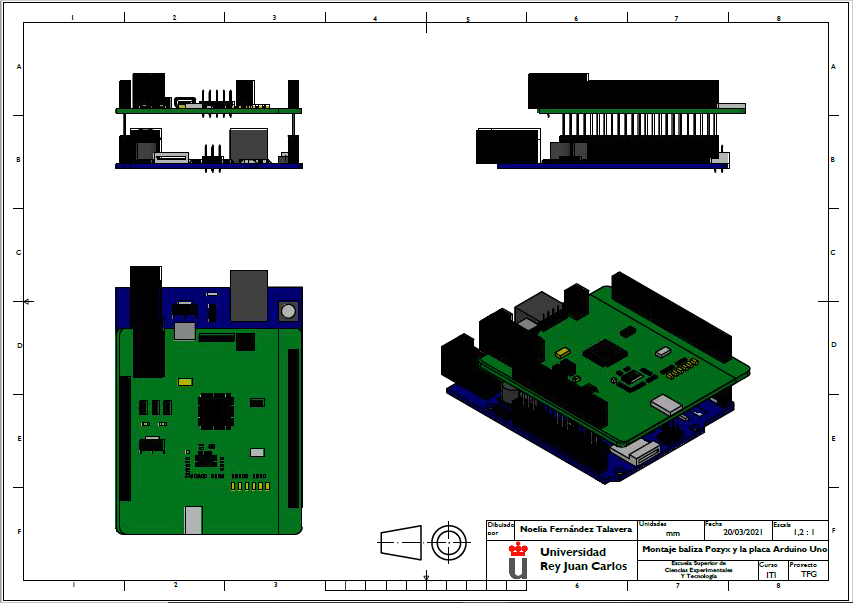 1 2 3 4 5 6 7 8
A A
B B
C C
D D
E E
F F
Dibujado por
Noelia Fernández Talavera
Unidades
mm
Fecha
20/03/2021
Escala
1,2 : 1
Universidad
Rey Juan Carlos
Montaje baliza Pozyx y la placa Arduino Uno
Escuela Superior de
Ciencias Experimentales
Y Tecnología
Curso
ITI
Proyecto
TFG
1 2 3 6 7 8